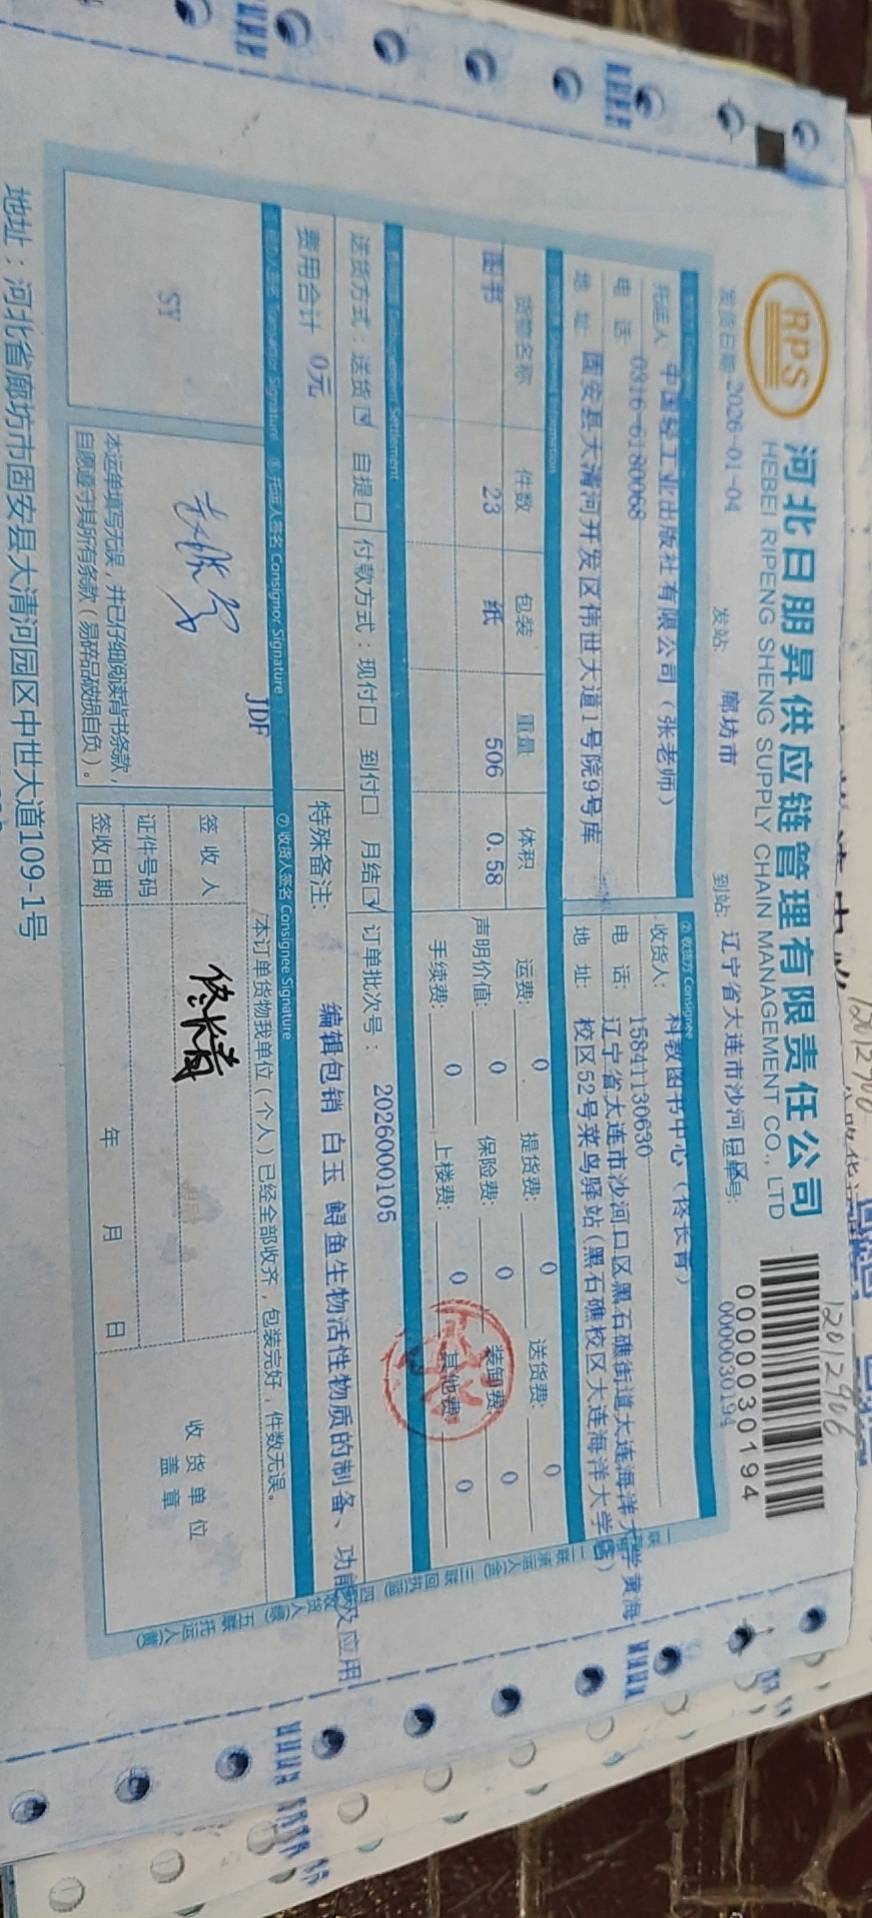 RPS
河北日朋昇供应链管理有限责任公司
HEBEI RIPENG SHENG SUPPLY CHAIN MANAGEMENT CO., LTD
12012906
0000030194
发货日期 2026-01-04 发站: 廊坊市 到站: 辽宁省大连市沙河口 单号: 0000030194
托运人 中国轻工业出版社有限公司(张老师)
电 话 0316-6180068
地 址 固安县大清河开发区伟世大道1号院9号库
② 收货方 Consignee
收货人: 科教图书中心(佟长青)
电 话: 15841130630
辽宁省大连市沙河口区黑石礁街道大连海洋大学黄海
地 址: 校区52号菜鸟驿站(黑石礁校区大连海洋大学
货物名称 件数 包装 重量 体积
图书 23 纸 506 0.58
运费: 0 提货费: 0 送货费: 0
声明价值: 0 保险费: 0 装卸费: 0
手续费: 0 上楼费: 0 其他费: 0
送货方式:送货☑ 自提□ 付款方式:现付□ 到付□ 月结☑ 订单批次号: 2026000105
费用合计 0元
特殊备注: 编辑包销 白玉 鲟鱼生物活性物质的制备、功能及应用
托运人签名 Consignor Signature
⑦ 收货人签名 Consignee Signature
SY
JDF
本运单填写无误,并已仔细阅读背书条款,
自愿遵守其所有条款(易碎品破损自负)。
本订单货物我单位(个人)已经全部收齐,包装完好,件数无误。
签收人 佟长青
证件号码
签收日期 年 月 日
收货单位
盖章
地址:河北省廊坊市固安县大清河园区中世大道109-1号